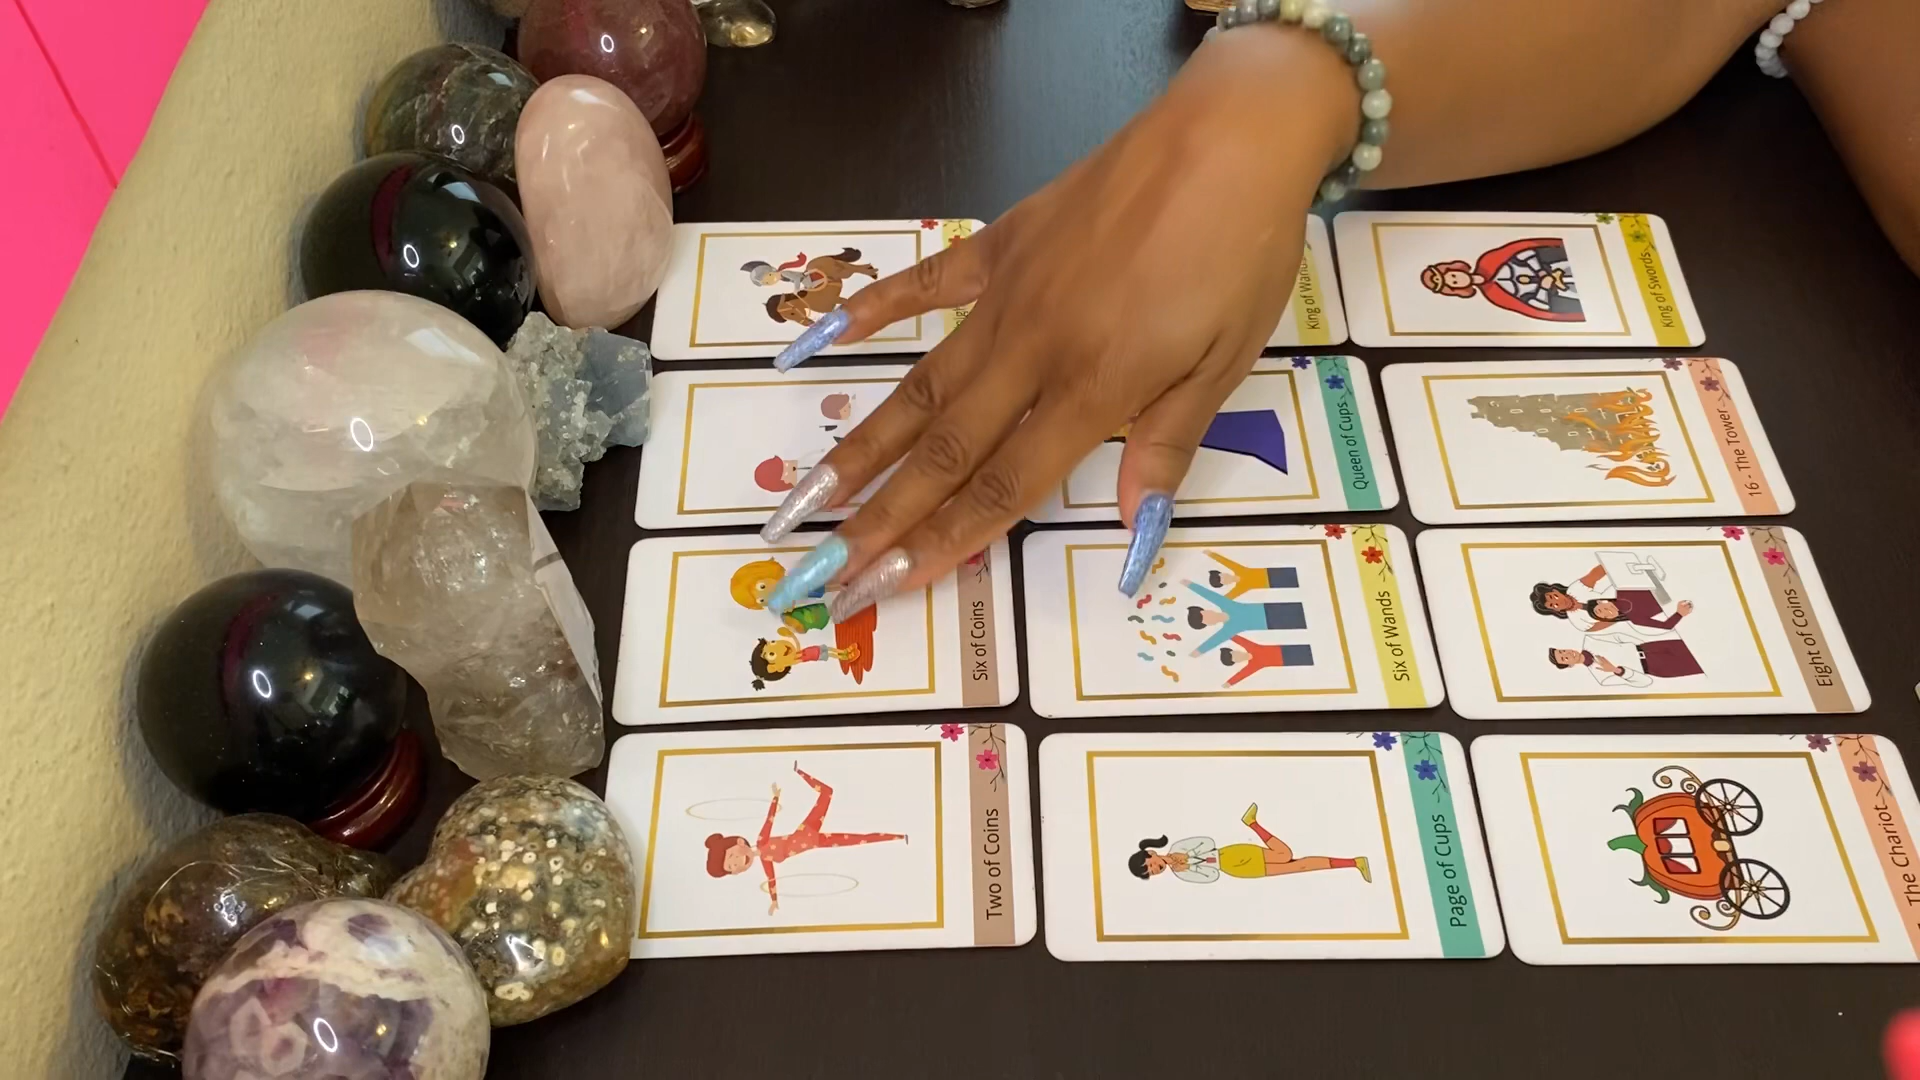 King of Wands
King of Swords
Queen of Cups
16 - The Tower
Six of Coins
Six of Wands
Eight of Coins
Two of Coins
Page of Cups
The Chariot